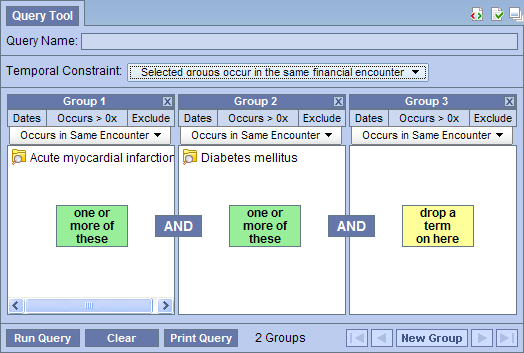 Query Tool
Query Name:
Temporal Constraint: Selected groups occur in the same financial encounter
Group 1 Group 2 Group 3
Dates Occurs > 0x Exclude Dates Occurs > 0x Exclude Dates Occurs > 0x Exclude
Occurs in Same Encounter Occurs in Same Encounter Occurs in Same Encounter
Acute myocardial infarction Diabetes mellitus
one or more of these AND one or more of these AND drop a term on here
Run Query Clear Print Query 2 Groups New Group